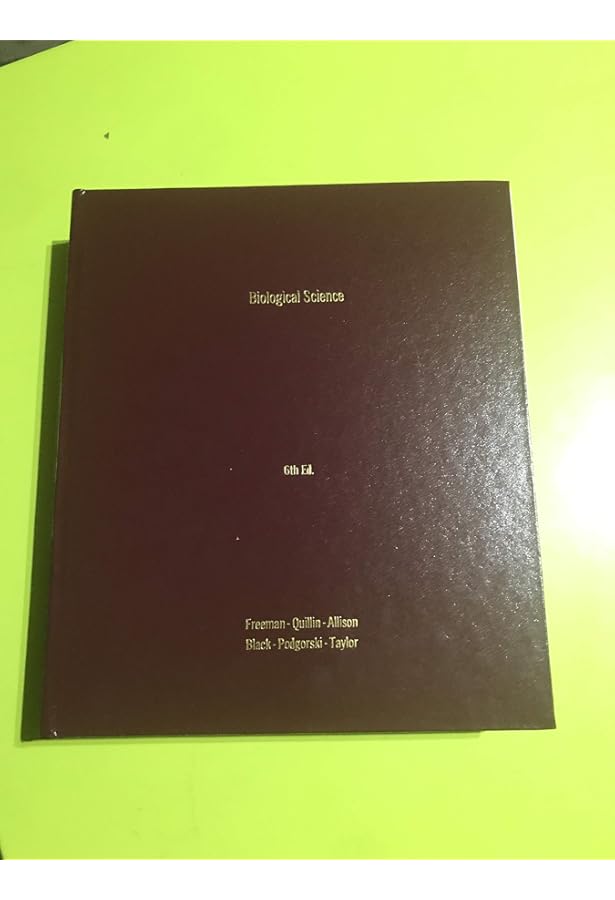 Biological Science
6th Ed.
Freeman - Quillin - Allison
Black - Podgorski - Taylor